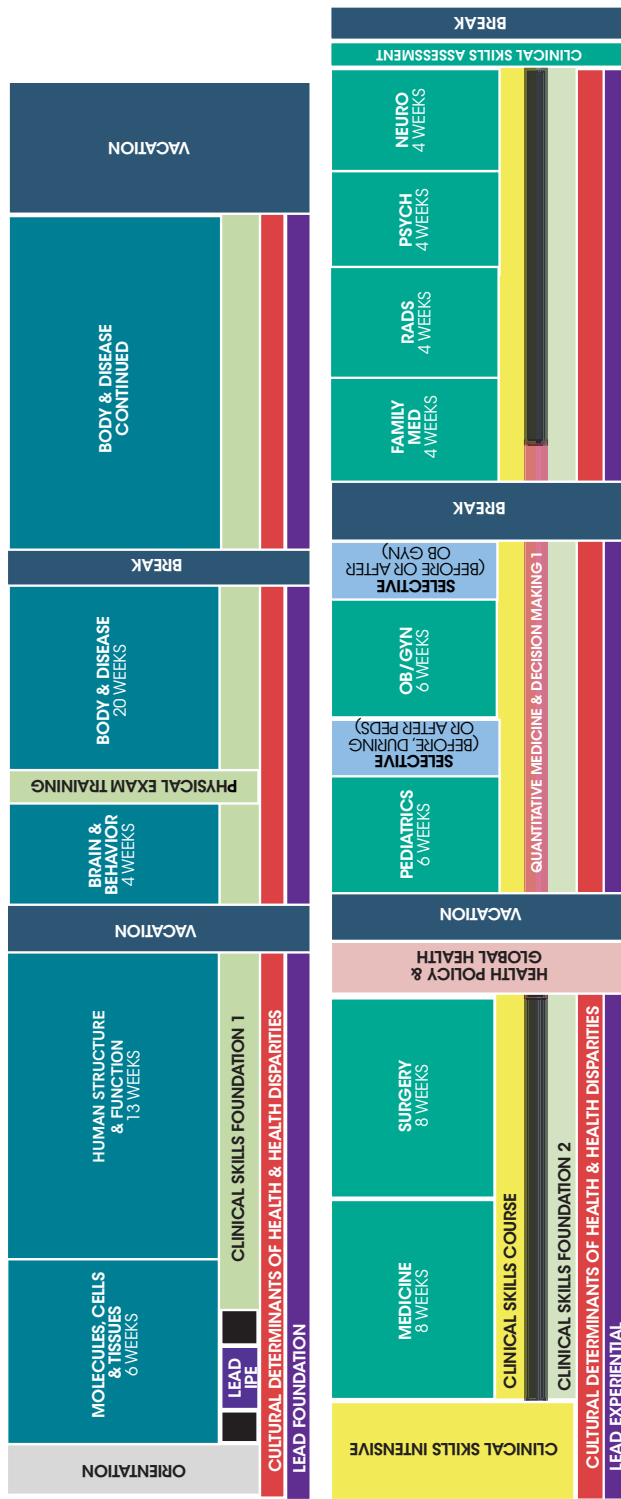 ORIENTATION
MOLECULES, CELLS
& TISSUES
6 WEEKS
LEAD
IPE
HUMAN STRUCTURE
& FUNCTION
13 WEEKS
CLINICAL SKILLS FOUNDATION 1
CULTURAL DETERMINANTS OF HEALTH & HEALTH DISPARITIES
LEAD FOUNDATION
VACATION
BRAIN &
BEHAVIOR
4 WEEKS
PHYSICAL EXAM TRAINING
BODY & DISEASE
20 WEEKS
BREAK
BODY & DISEASE
CONTINUED
VACATION
CLINICAL SKILLS INTENSIVE
MEDICINE
8 WEEKS
SURGERY
8 WEEKS
CLINICAL SKILLS COURSE
CLINICAL SKILLS FOUNDATION 2
CULTURAL DETERMINANTS OF HEALTH & HEALTH DISPARITIES
LEAD EXPERIENTIAL
HEALTH POLICY &
GLOBAL HEALTH
VACATION
PEDIATRICS
6 WEEKS
SELECTIVE
(BEFORE, DURING
OR AFTER PEDS)
OB/GYN
6 WEEKS
SELECTIVE
(BEFORE OR AFTER
OB GYN)
QUANTITATIVE MEDICINE & DECISION MAKING 1
BREAK
FAMILY
MED
4 WEEKS
RADS
4 WEEKS
PSYCH
4 WEEKS
NEURO
4 WEEKS
CLINICAL SKILLS ASSESSMENT
BREAK